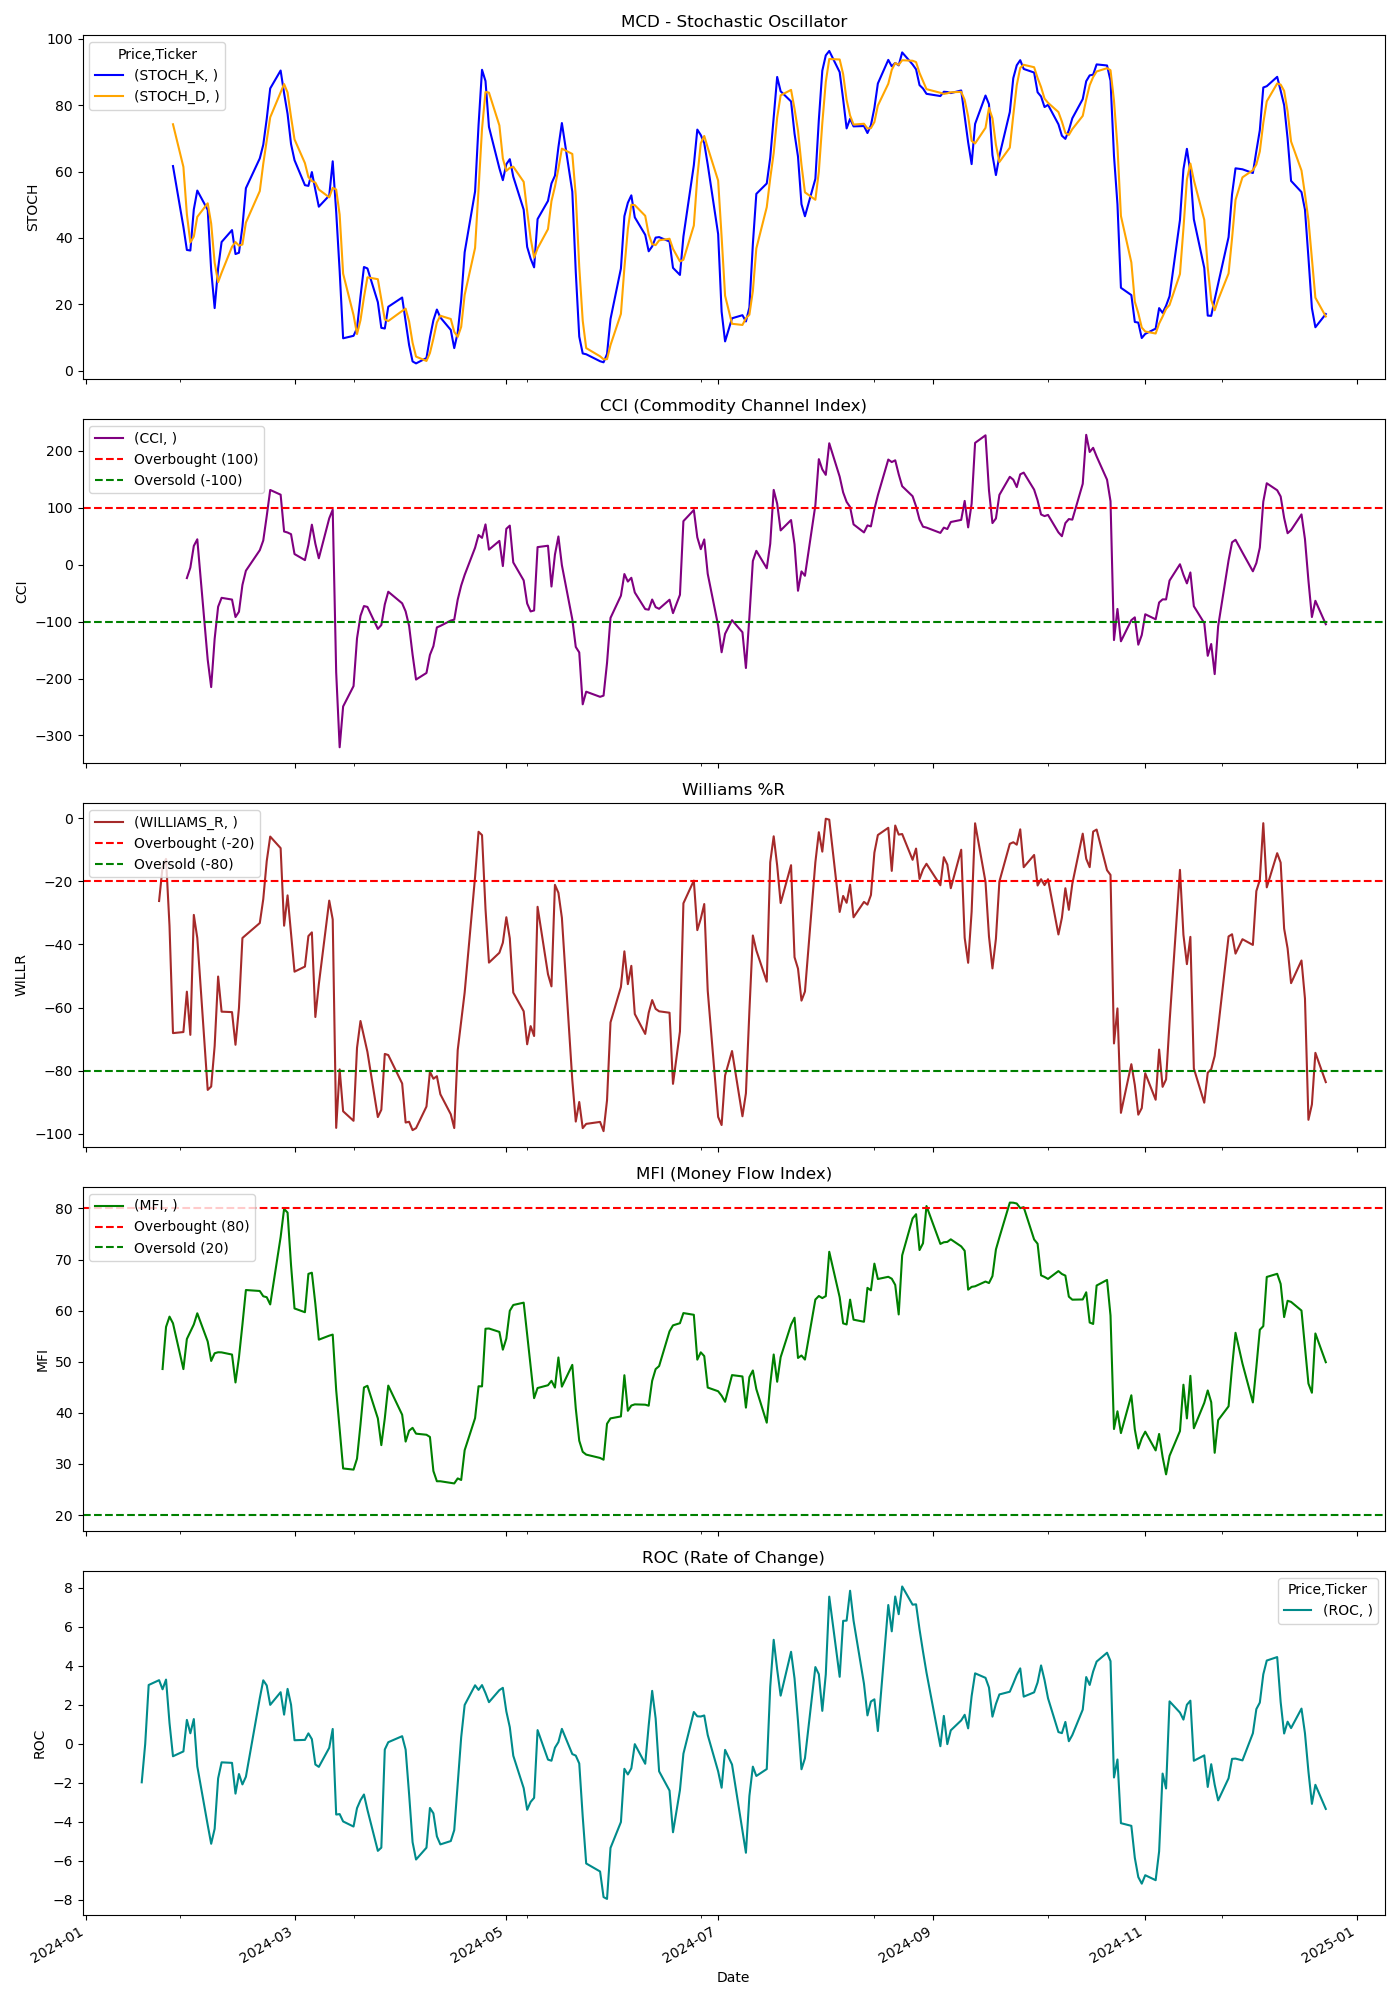 MCD - Stochastic Oscillator
100
80
60
40
20
0
STOCH
Price,Ticker
(STOCH_K, )
(STOCH_D, )
CCI (Commodity Channel Index)
200
100
0
−100
−200
−300
CCI
(CCI, )
Overbought (100)
Oversold (-100)
Williams %R
0
−20
−40
−60
−80
−100
WILLR
(WILLIAMS_R, )
Overbought (-20)
Oversold (-80)
MFI (Money Flow Index)
80
70
60
50
40
30
20
MFI
(MFI, )
Overbought (80)
Oversold (20)
ROC (Rate of Change)
8
6
4
2
0
−2
−4
−6
−8
ROC
Price,Ticker
(ROC, )
2024-01
2024-03
2024-05
2024-07
2024-09
2024-11
2025-01
Date